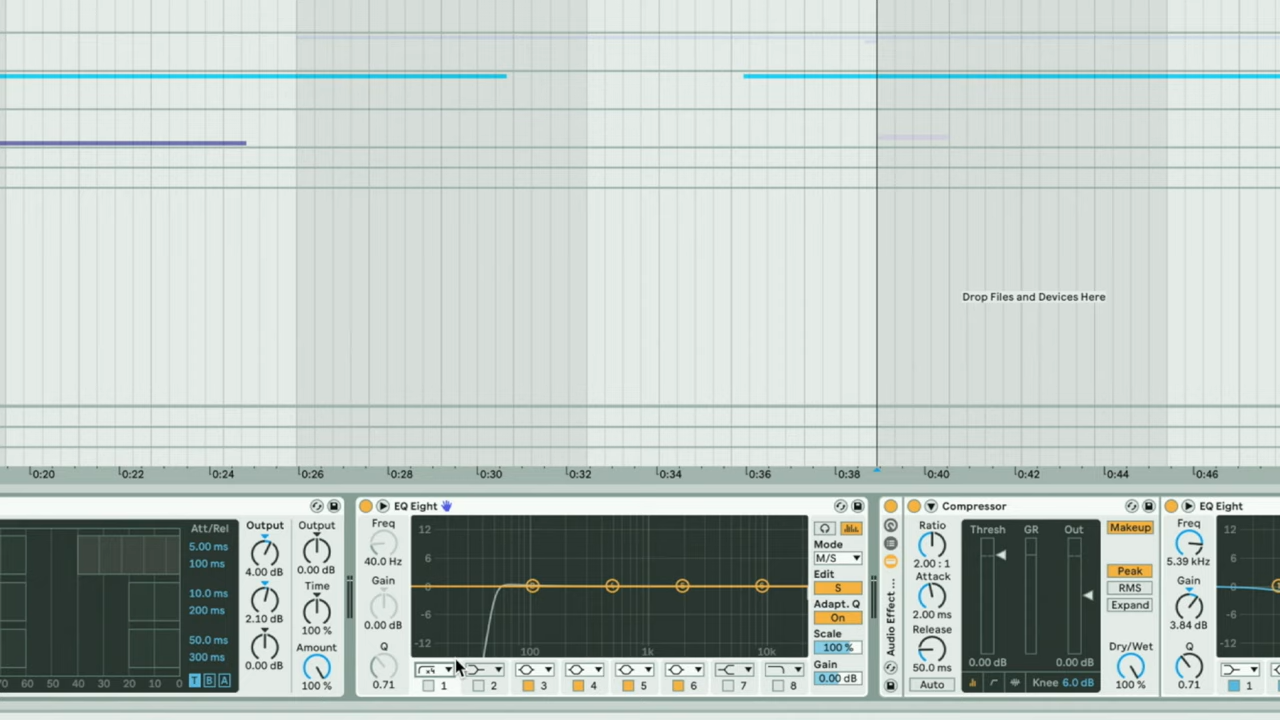 Drop Files and Devices Here
0:20 0:22 0:24 0:26 0:28 0:30 0:32 0:34 0:36 0:38 0:40 0:42 0:44 0:46
Att/Rel
5.00 ms
100 ms
10.0 ms
200 ms
50.0 ms
300 ms
T B A
60 50 40 30 20 10 0
Output
4.00 dB
2.10 dB
0.00 dB
Output
0.00 dB
Time
100 %
Amount
100 %
EQ Eight
Freq
40.0 Hz
Gain
0.00 dB
Q
0.71
12
6
0
-6
-12
100 1k 10k
1 2 3 4 5 6 7 8
Mode
M/S
Edit
S
Adapt. Q
On
Scale
100 %
Gain
0.00 dB
Audio Effect ...
Compressor
Ratio
2.00 : 1
Attack
2.00 ms
Release
50.0 ms
Auto
Thresh GR Out
0.00 dB 0.00 dB
Knee 6.0 dB
Makeup
Peak
RMS
Expand
Dry/Wet
100 %
EQ Eight
Freq
5.39 kHz
Gain
3.84 dB
Q
0.71
12
6
0
-6
-12
1